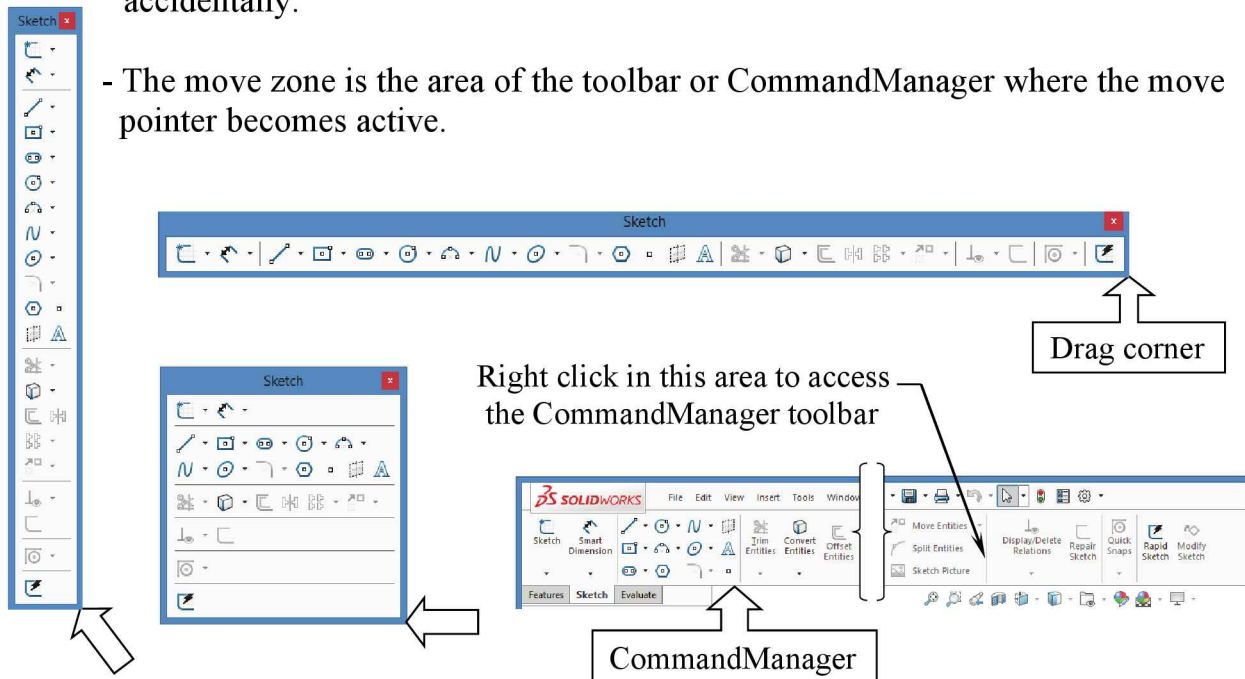 accidentally.
Sketch
- The move zone is the area of the toolbar or CommandManager where the move
pointer becomes active.
Sketch
Drag corner
Sketch
Right click in this area to access
the CommandManager toolbar
SOLIDWORKS File Edit View Insert Tools Window
Sketch
Smart
Dimension
Trim
Entities
Convert
Entities
Offset
Entities
Move Entities
Split Entities
Sketch Picture
Display/Delete
Relations
Repair
Sketch
Quick
Snaps
Rapid
Sketch
Modify
Sketch
Features Sketch Evaluate
CommandManager